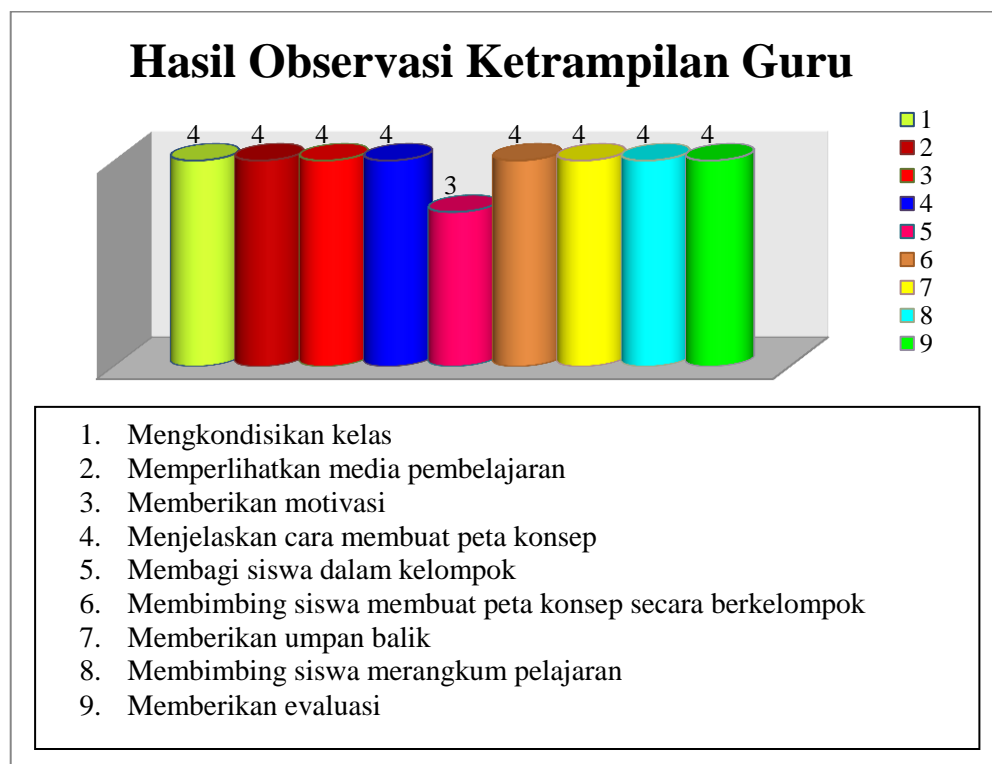 Hasil Observasi Ketrampilan Guru
4 4 4 4 3 4 4 4 4
1
2
3
4
5
6
7
8
9
1. Mengkondisikan kelas
2. Memperlihatkan media pembelajaran
3. Memberikan motivasi
4. Menjelaskan cara membuat peta konsep
5. Membagi siswa dalam kelompok
6. Membimbing siswa membuat peta konsep secara berkelompok
7. Memberikan umpan balik
8. Membimbing siswa merangkum pelajaran
9. Memberikan evaluasi